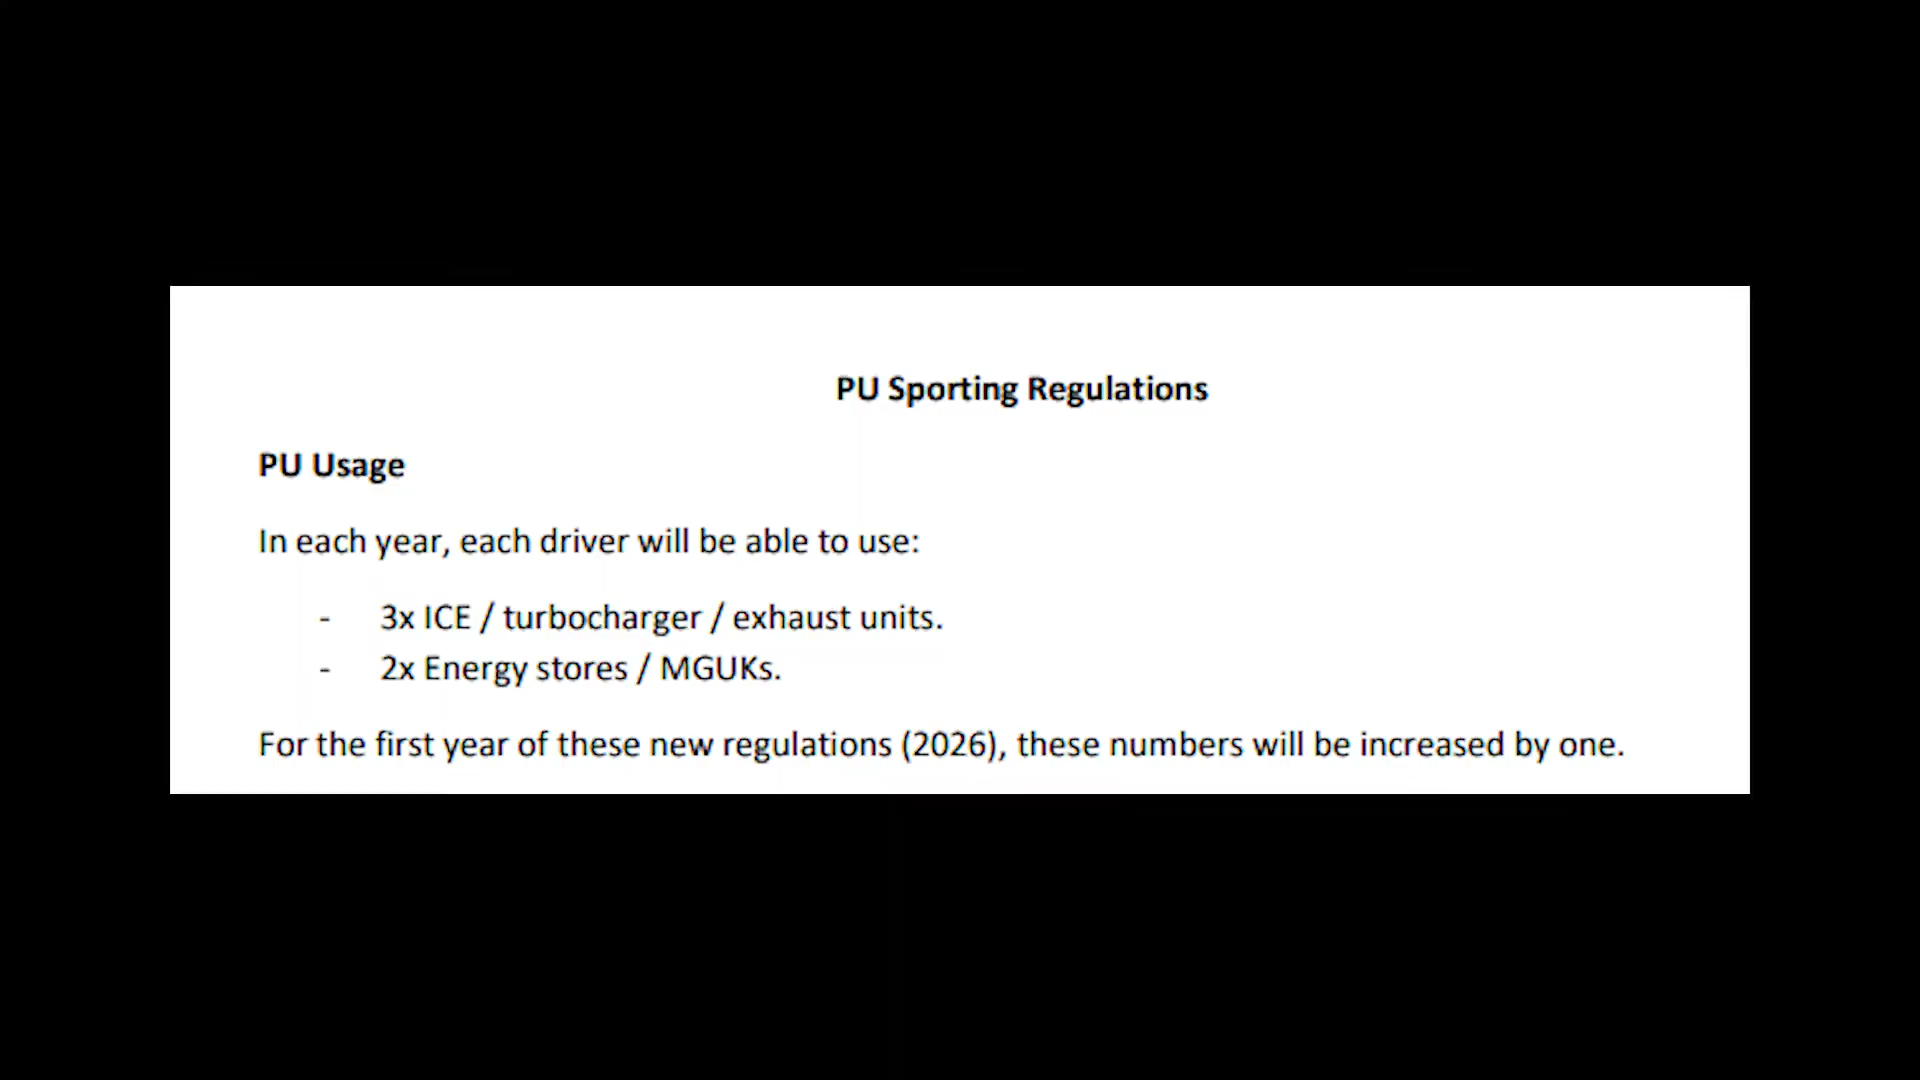 PU Sporting Regulations
PU Usage
In each year, each driver will be able to use:
- 3x ICE / turbocharger / exhaust units.
- 2x Energy stores / MGUKs.
For the first year of these new regulations (2026), these numbers will be increased by one.